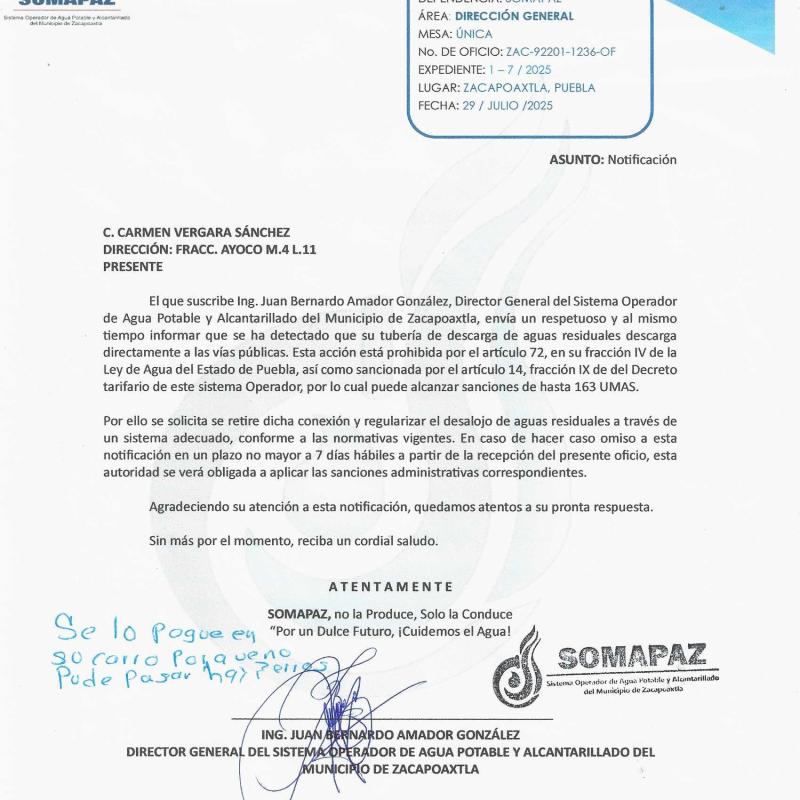 SOMAPAZ
Sistema Operador de Agua Potable y Alcantarillado
del Municipio de Zacapoaxtla
DEPENDENCIA: SOMAPAZ
ÁREA: DIRECCIÓN GENERAL
MESA: ÚNICA
No. DE OFICIO: ZAC-92201-1236-OF
EXPEDIENTE: 1 – 7 / 2025
LUGAR: ZACAPOAXTLA, PUEBLA
FECHA: 29 / JULIO /2025
ASUNTO: Notificación
C. CARMEN VERGARA SÁNCHEZ
DIRECCIÓN: FRACC. AYOCO M.4 L.11
PRESENTE
El que suscribe Ing. Juan Bernardo Amador González, Director General del Sistema Operador
de Agua Potable y Alcantarillado del Municipio de Zacapoaxtla, envía un respetuoso y al mismo
tiempo informar que se ha detectado que su tubería de descarga de aguas residuales descarga
directamente a las vías públicas. Esta acción está prohibida por el artículo 72, en su fracción IV de la
Ley de Agua del Estado de Puebla, así como sancionada por el artículo 14, fracción IX de del Decreto
tarifario de este sistema Operador, por lo cual puede alcanzar sanciones de hasta 163 UMAS.
Por ello se solicita se retire dicha conexión y regularizar el desalojo de aguas residuales a través de
un sistema adecuado, conforme a las normativas vigentes. En caso de hacer caso omiso a esta
notificación en un plazo no mayor a 7 días hábiles a partir de la recepción del presente oficio, esta
autoridad se verá obligada a aplicar las sanciones administrativas correspondientes.
Agradeciendo su atención a esta notificación, quedamos atentos a su pronta respuesta.
Sin más por el momento, reciba un cordial saludo.
ATENTAMENTE
SOMAPAZ, no la Produce, Solo la Conduce
"Por un Dulce Futuro, ¡Cuidemos el Agua!
Se lo pogue en
su carro porque no
Pude pasar hay perros
SOMAPAZ
Sistema Operador de Agua Potable y Alcantarillado
del Municipio de Zacapoaxtla
ING. JUAN BERNARDO AMADOR GONZÁLEZ
DIRECTOR GENERAL DEL SISTEMA OPERADOR DE AGUA POTABLE Y ALCANTARILLADO DEL
MUNICIPIO DE ZACAPOAXTLA